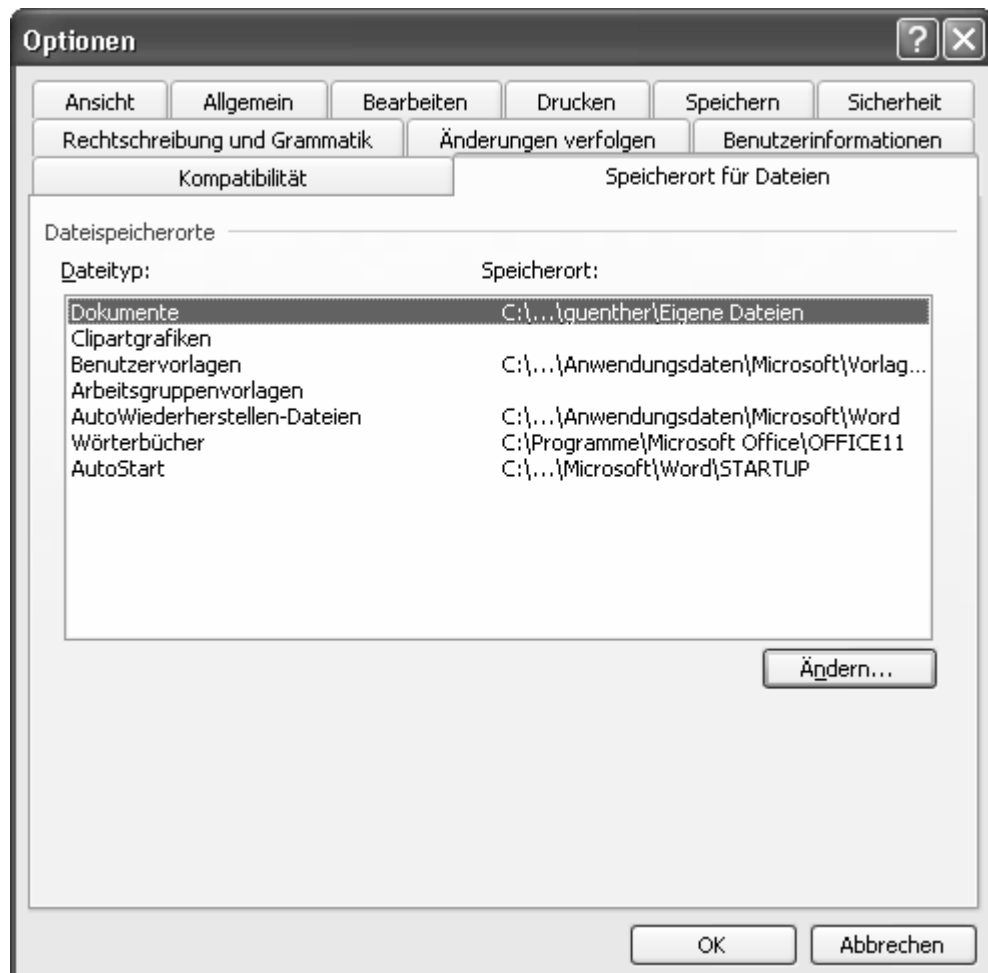 Optionen
Ansicht Allgemein Bearbeiten Drucken Speichern Sicherheit
Rechtschreibung und Grammatik Änderungen verfolgen Benutzerinformationen
Kompatibilität Speicherort für Dateien
Dateispeicherorte
Dateityp: Speicherort:
Dokumente C:\...\guenther\Eigene Dateien
Clipartgrafiken
Benutzervorlagen C:\...\Anwendungsdaten\Microsoft\Vorlag...
Arbeitsgruppenvorlagen
AutoWiederherstellen-Dateien C:\...\Anwendungsdaten\Microsoft\Word
Wörterbücher C:\Programme\Microsoft Office\OFFICE11
AutoStart C:\...\Microsoft\Word\STARTUP
Ändern...
OK Abbrechen